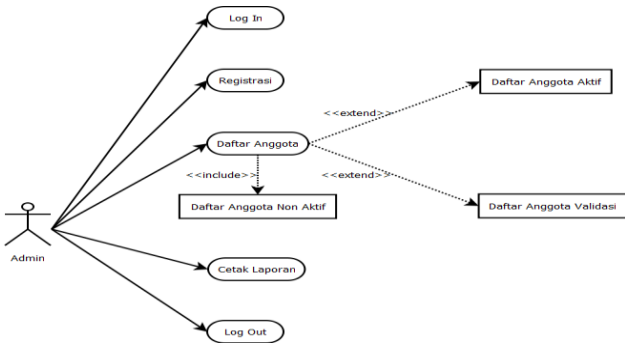 Log In
Registrasi
Daftar Anggota Aktif
<<extend>>
Daftar Anggota
<<include>>
<<extend>>
Daftar Anggota Non Aktif
Daftar Anggota Validasi
Admin
Cetak Laporan
Log Out